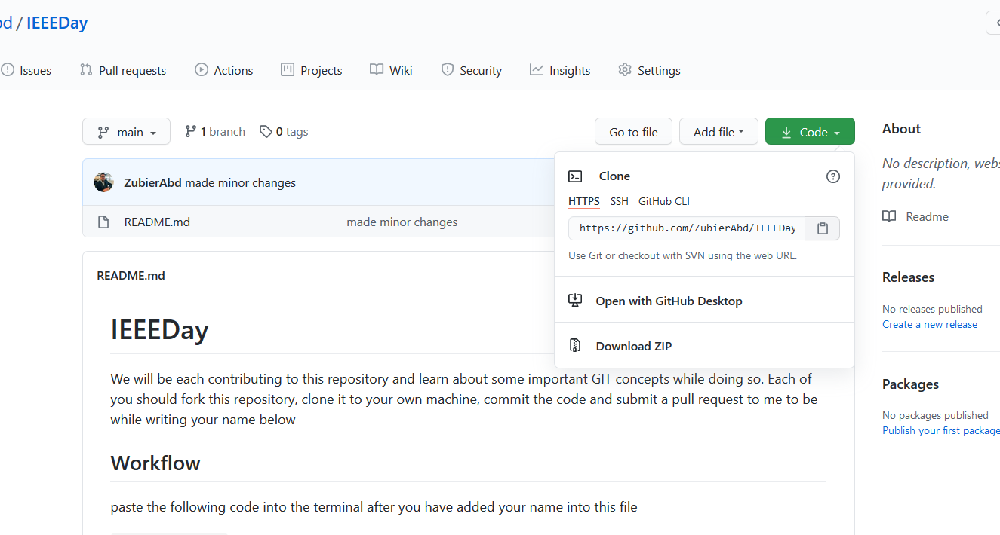 / IEEEDay
Issues Pull requests Actions Projects Wiki Security Insights Settings
main 1 branch 0 tags Go to file Add file Code
ZubierAbd made minor changes
README.md made minor changes
Clone
HTTPS SSH GitHub CLI
https://github.com/ZubierAbd/IEEEDay
Use Git or checkout with SVN using the web URL.
Open with GitHub Desktop
Download ZIP
README.md
IEEEDay
We will be each contributing to this repository and learn about some important GIT concepts while doing so. Each of
you should fork this repository, clone it to your own machine, commit the code and submit a pull request to me to be
while writing your name below
Workflow
paste the following code into the terminal after you have added your name into this file
About
No description,
provided.
Readme
Releases
No releases published
Create a new release
Packages
No packages published
Publish your first package